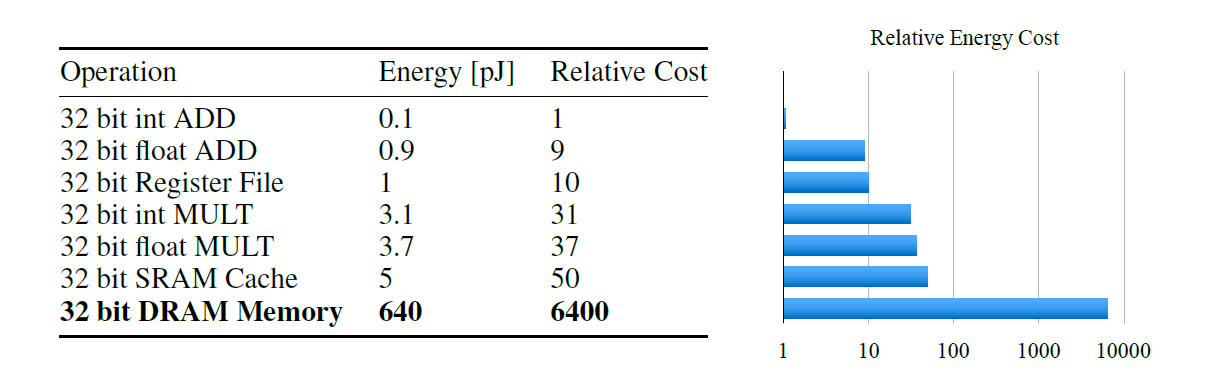 Operation Energy [pJ] Relative Cost
32 bit int ADD 0.1 1
32 bit float ADD 0.9 9
32 bit Register File 1 10
32 bit int MULT 3.1 31
32 bit float MULT 3.7 37
32 bit SRAM Cache 5 50
32 bit DRAM Memory 640 6400
Relative Energy Cost
1 10 100 1000 10000